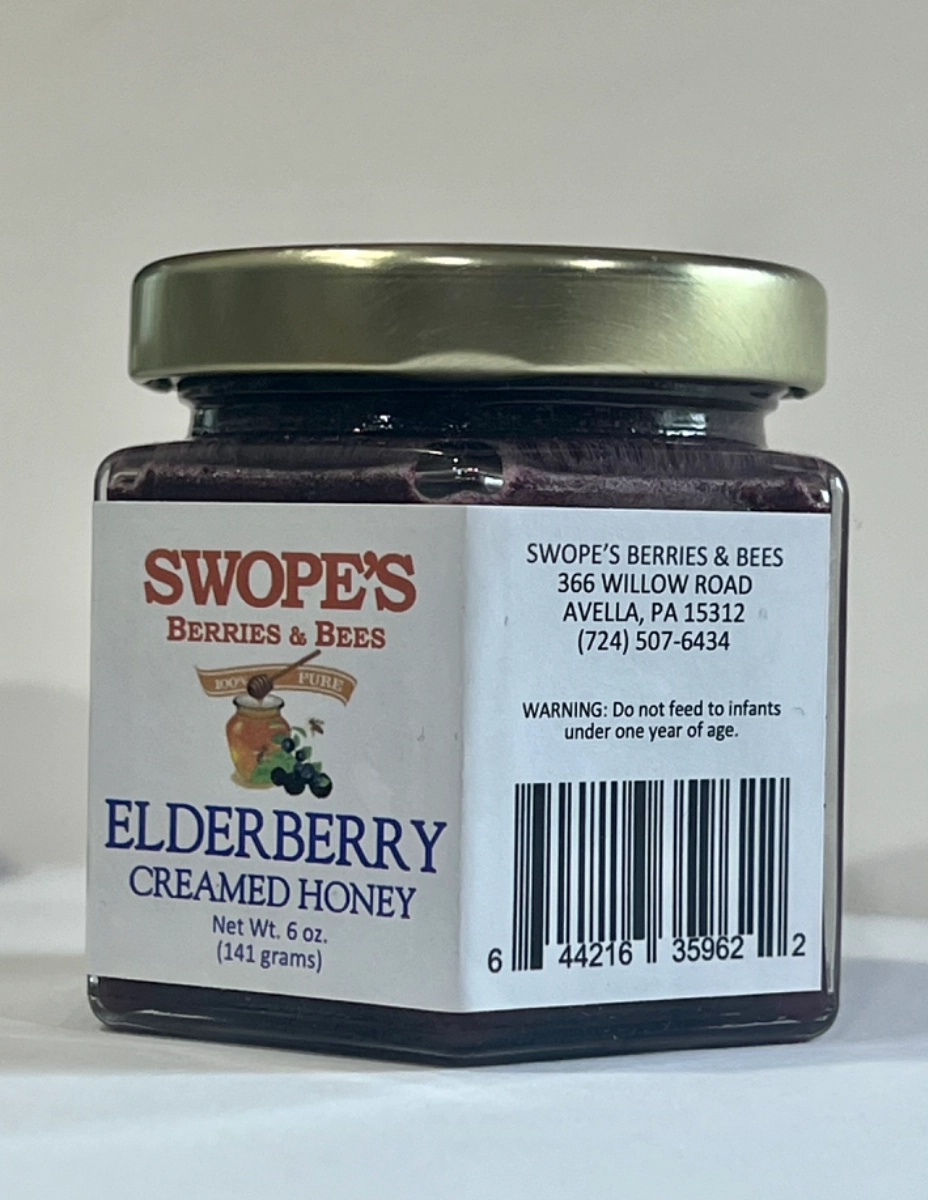 SWOPE'S
BERRIES & BEES
100% PURE
ELDERBERRY
CREAMED HONEY
Net Wt. 6 oz.
(141 grams)
SWOPE'S BERRIES & BEES
366 WILLOW ROAD
AVELLA, PA 15312
(724) 507-6434
WARNING: Do not feed to infants
under one year of age.
6 44216 35962 2